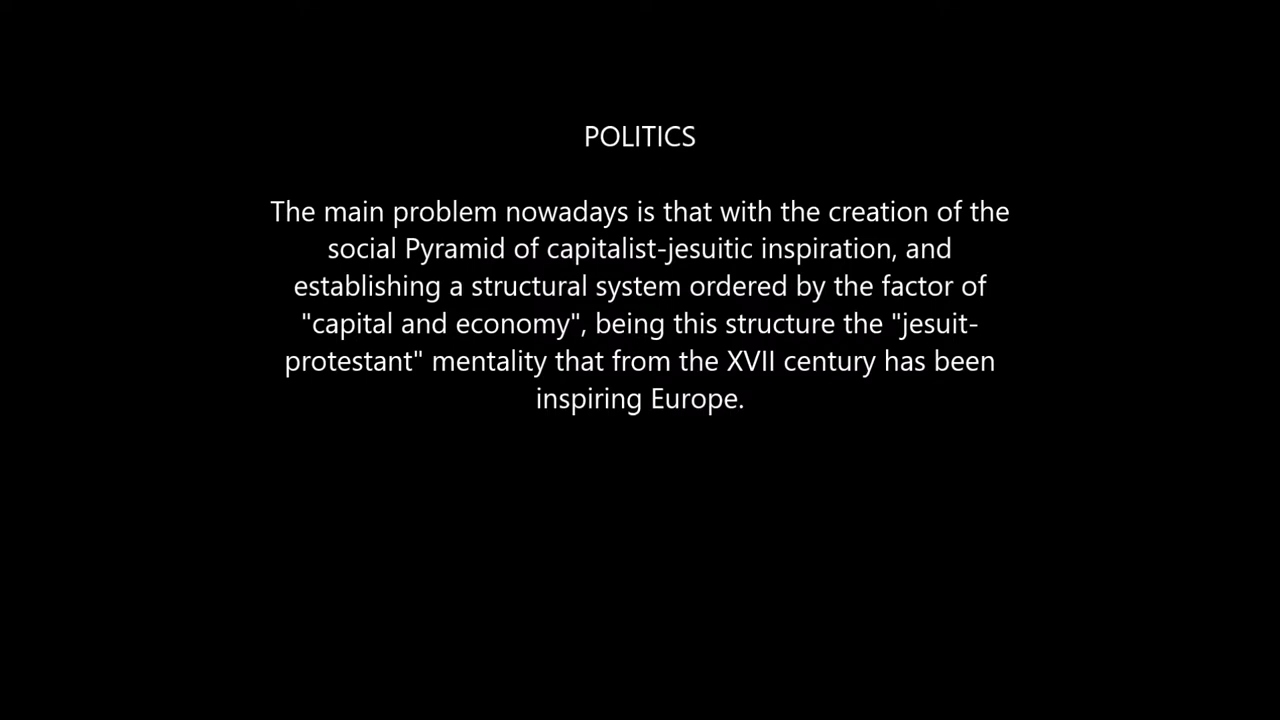 POLITICS
The main problem nowadays is that with the creation of the
social Pyramid of capitalist-jesuitic inspiration, and
establishing a structural system ordered by the factor of
"capital and economy", being this structure the "jesuit-
protestant" mentality that from the XVII century has been
inspiring Europe.